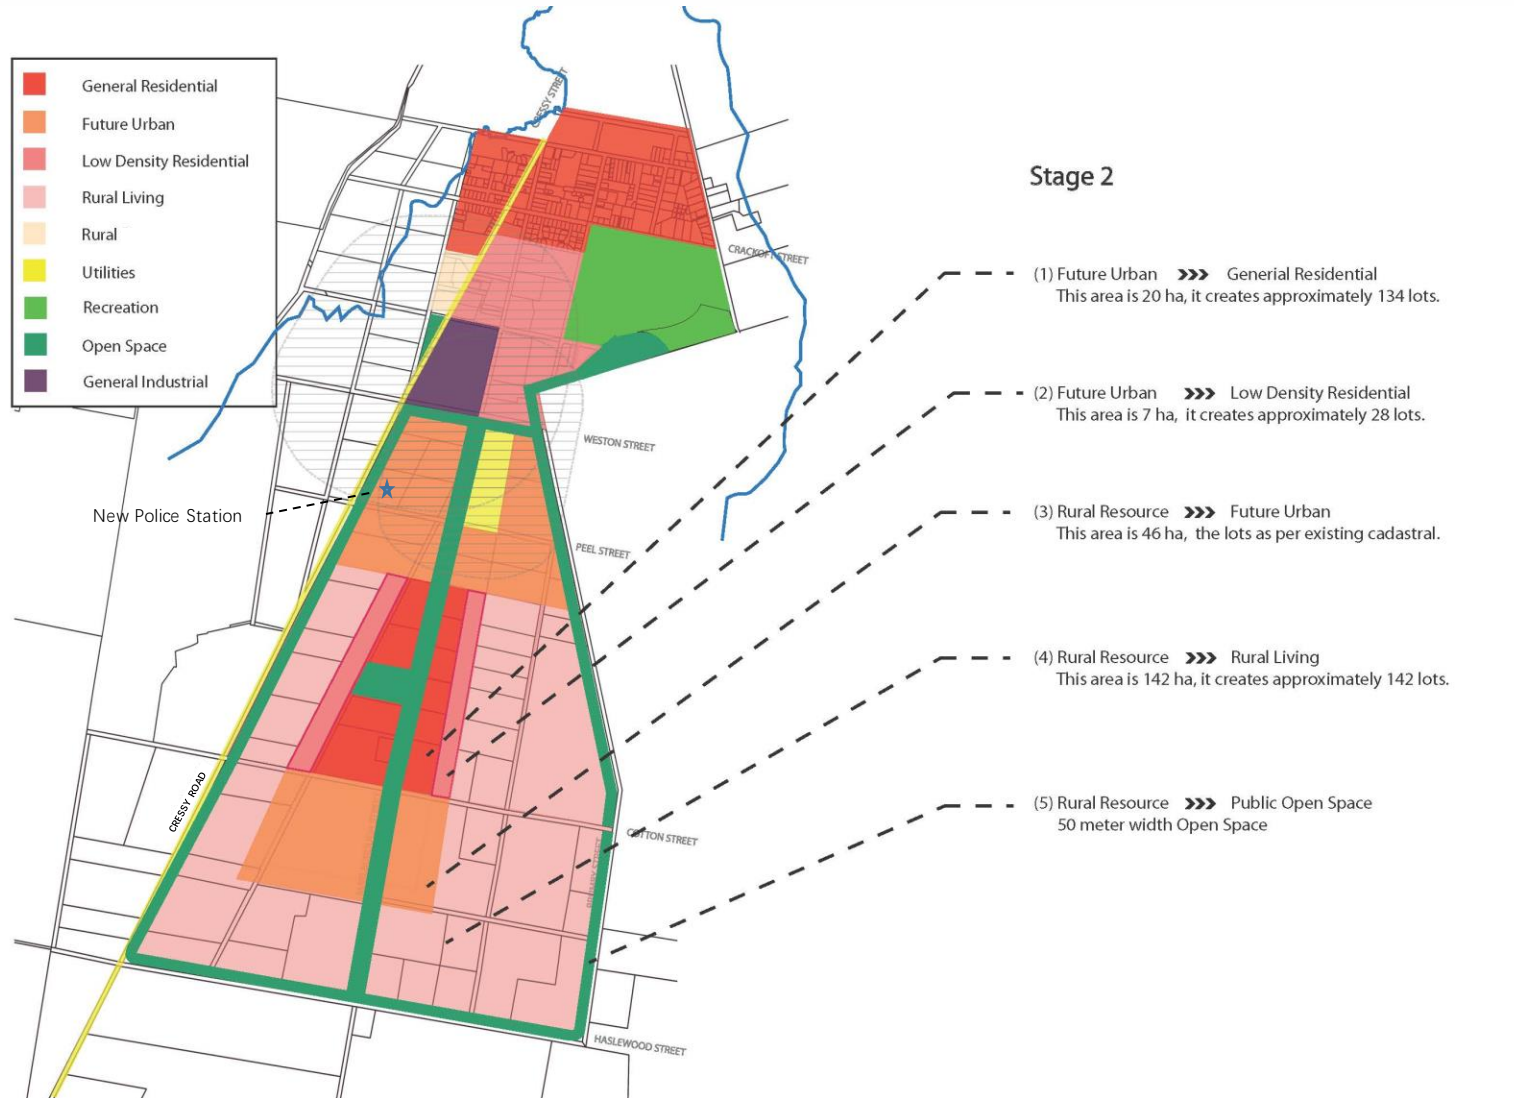 General Residential
Future Urban
Low Density Residential
Rural Living
Rural
Utilities
Recreation
Open Space
General Industrial
CRESSY STREET
CRACROFT STREET
WESTON STREET
New Police Station
PEEL STREET
CRESSY ROAD
COTTON STREET
HASLEWOOD STREET
Stage 2
(1) Future Urban >>> Generial Residential
This area is 20 ha, it creates approximately 134 lots.
(2) Future Urban >>> Low Density Residential
This area is 7 ha, it creates approximately 28 lots.
(3) Rural Resource >>> Future Urban
This area is 46 ha, the lots as per existing cadastral.
(4) Rural Resource >>> Rural Living
This area is 142 ha, it creates approximately 142 lots.
(5) Rural Resource >>> Public Open Space
50 meter width Open Space